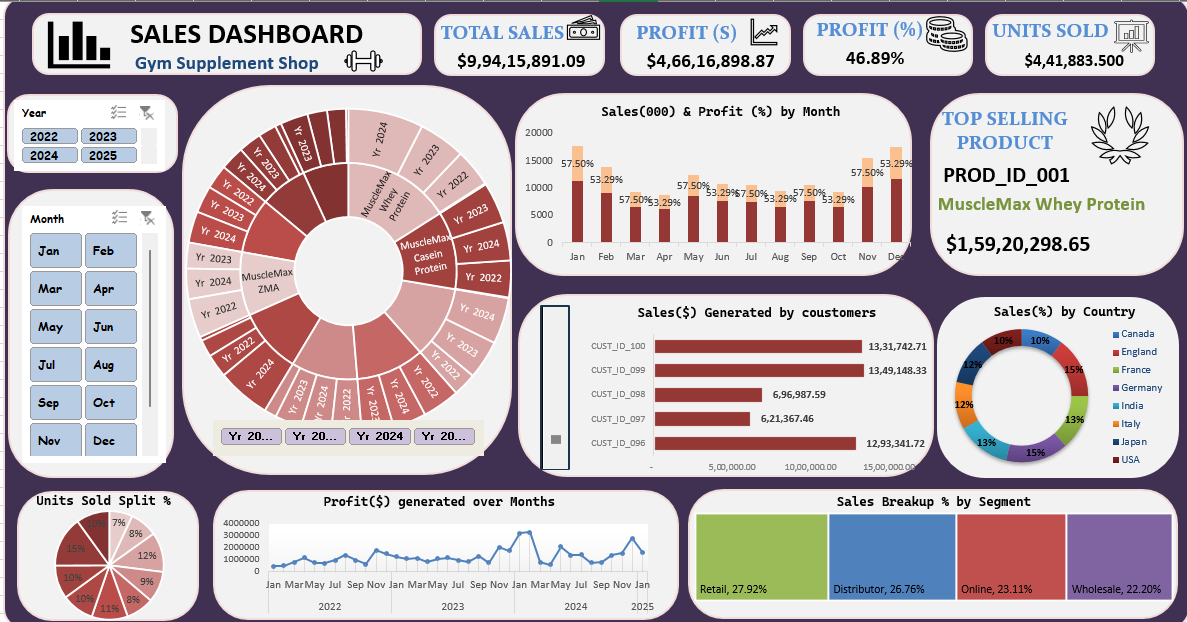 SALES DASHBOARD
Gym Supplement Shop
TOTAL SALES
$9,94,15,891.09
PROFIT ($)
$4,66,16,898.87
PROFIT (%)
46.89%
UNITS SOLD
$4,41,883.500
Year
2022 2023
2024 2025
Month
Jan Feb
Mar Apr
May Jun
Jul Aug
Sep Oct
Nov Dec
Yr 2024
Yr 2023
Yr 2022
MuscleMax
Whey
Protein
Yr 2023
Yr 2024
Yr 2022
MuscleMax
Casein
Protein
Yr 2024
Yr 2023
Yr 2022
Yr 2022
Yr 2024
Yr 2022
Yr 2024
Yr 2023
Yr 2024
Yr 2022
Yr 2022
Yr 2024
Yr 2023
MuscleMax
ZMA
Yr 2024
Yr 2023
Yr 2022
Yr 2024
Yr 2023
Yr 2023
Yr 20... Yr 20... Yr 2024 Yr 20...
Sales(000) & Profit (%) by Month
20000
15000
10000
5000
0
57.50% 53.29% 57.50% 53.29% 57.50% 53.29% 57.50% 53.29% 57.50% 53.29% 57.50% 53.29%
Jan Feb Mar Apr May Jun Jul Aug Sep Oct Nov Dec
TOP SELLING
PRODUCT
PROD_ID_001
MuscleMax Whey Protein
$1,59,20,298.65
Sales($) Generated by coustomers
CUST_ID_100 13,31,742.71
CUST_ID_099 13,49,148.33
CUST_ID_098 6,96,987.59
CUST_ID_097 6,21,367.46
CUST_ID_096 12,93,341.72
- 5,00,000.00 10,00,000.00 15,00,000.00
Sales(%) by Country
10%
15%
13%
15%
13%
12%
12%
10%
Canada
England
France
Germany
India
Italy
Japan
USA
Units Sold Split %
7%
8%
12%
9%
8%
11%
10%
10%
15%
10%
Profit($) generated over Months
4000000
3000000
2000000
1000000
0
Jan Mar May Jul Sep Nov Jan Mar May Jul Sep Nov Jan Mar May Jul Sep Nov Jan
2022 2023 2024 2025
Sales Breakup % by Segment
Retail, 27.92%
Distributor, 26.76%
Online, 23.11%
Wholesale, 22.20%